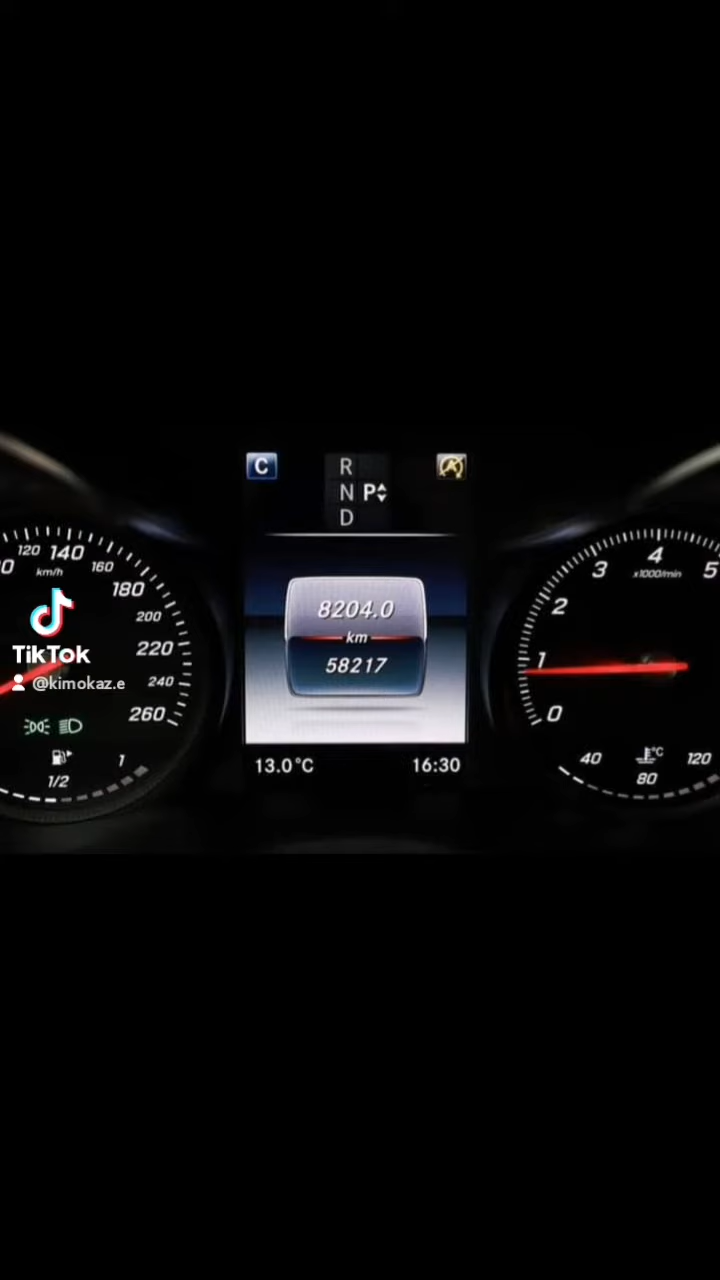 C
R
N P
D
120 140
km/h 160
180
200
220
240
260
1/2 1
8204.0
km
58217
13.0°C 16:30
4
3 5
x1000/min
2
1
0
°C
40 120
80
TikTok
@kimokaz.e